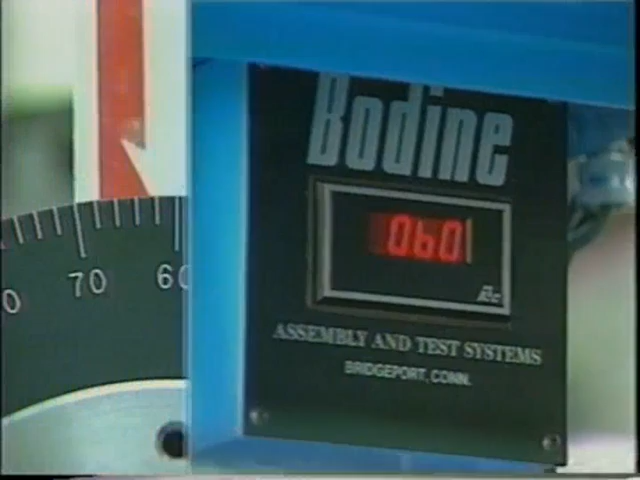 Bodine
060
ASSEMBLY AND TEST SYSTEMS
BRIDGEPORT, CONN.
70
60